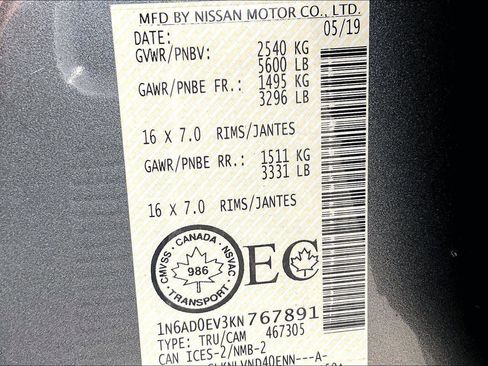 MFD BY NISSAN MOTOR CO., LTD.
DATE: 05/19
GVWR/PNBV: 2540 KG
5600 LB
GAWR/PNBE FR.: 1495 KG
3296 LB
16 X 7.0 RIMS/JANTES
GAWR/PNBE RR.: 1511 KG
3331 LB
16 X 7.0 RIMS/JANTES
CMVSS · CANADA · NSVAC
986
TRANSPORT
EC
1N6AD0EV3KN767891
TYPE: TRU/CAM 467305
CAN ICES-2/NMB-2